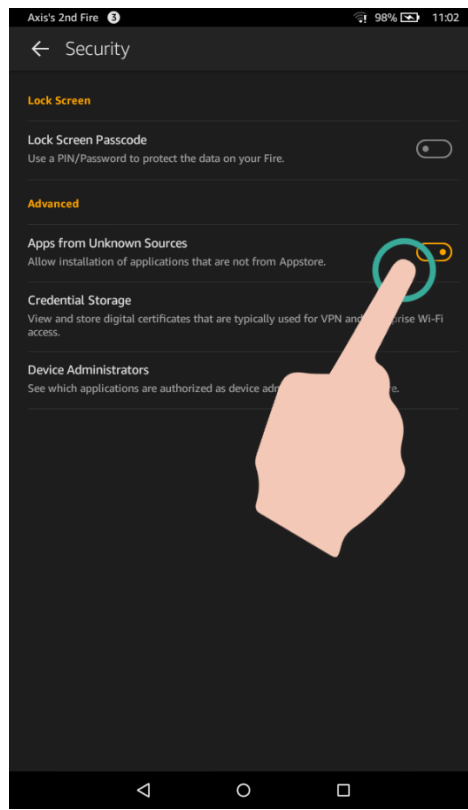 Axis's 2nd Fire 3 98% 11:02
Security
Lock Screen
Lock Screen Passcode
Use a PIN/Password to protect the data on your Fire.
Advanced
Apps from Unknown Sources
Allow installation of applications that are not from Appstore.
Credential Storage
View and store digital certificates that are typically used for VPN and Wi-Fi
access.
Device Administrators
See which applications are authorized as device